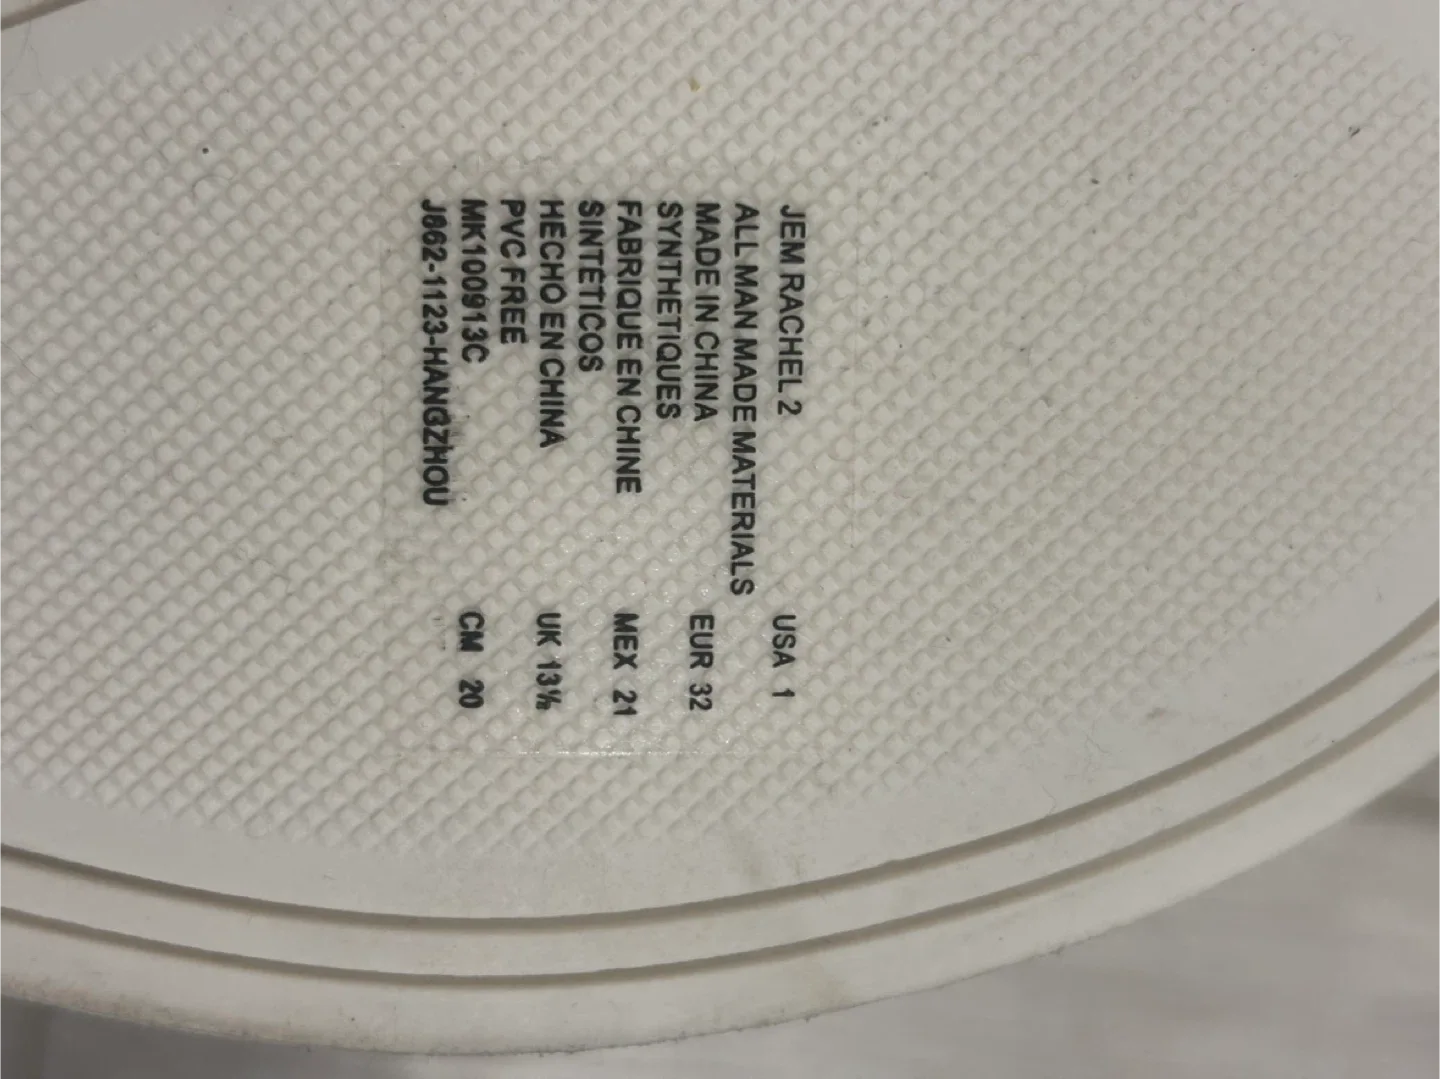 JEM RACHEL 2
ALL MAN MADE MATERIALS
MADE IN CHINA
SYNTHETIQUES
FABRIQUE EN CHINE
SINTÉTICOS
HECHO EN CHINA
PVC FREE
MK100913C
J862-1123-HANGZHOU
USA 1
EUR 32
MEX 21
UK 13½
CM 20